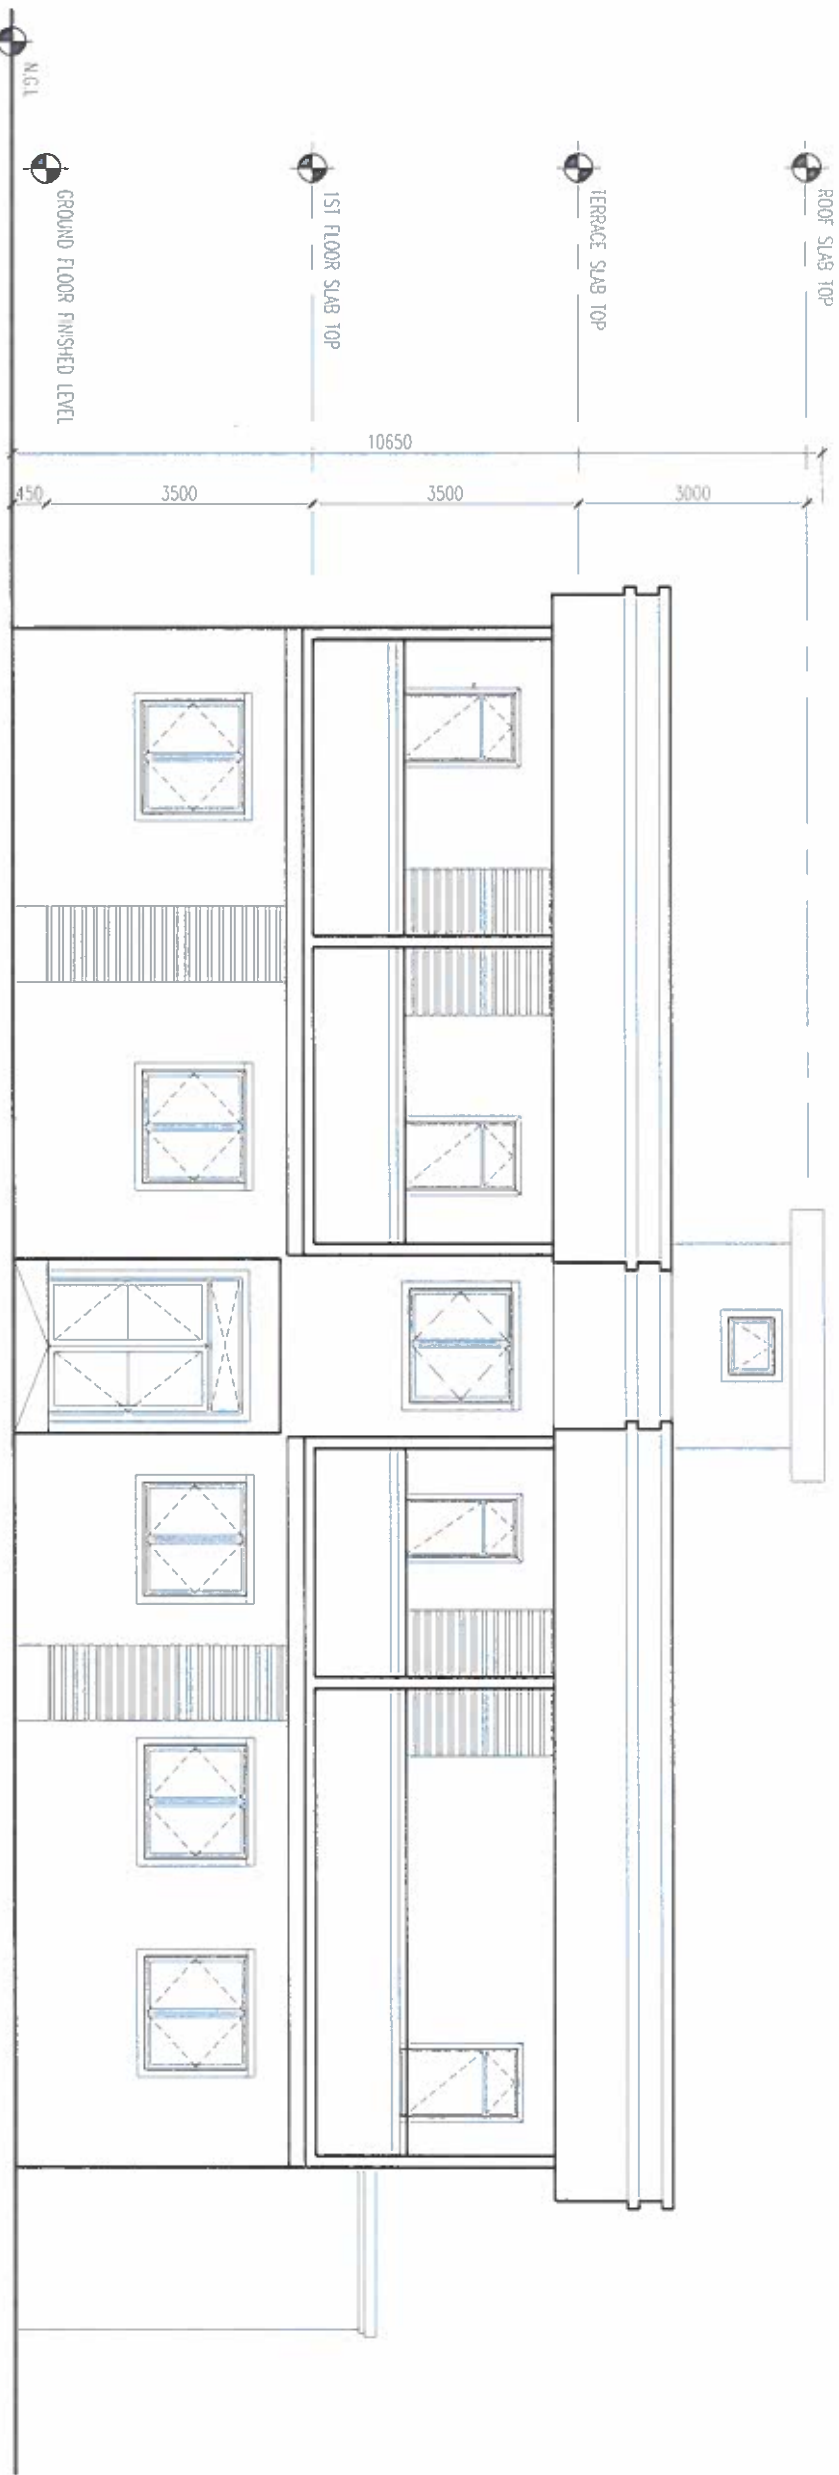 ROOF SLAB TOP
TERRACE SLAB TOP
1ST FLOOR SLAB TOP
GROUND FLOOR FINISHED LEVEL
N.G.L
10650
3000
3500
3500
450